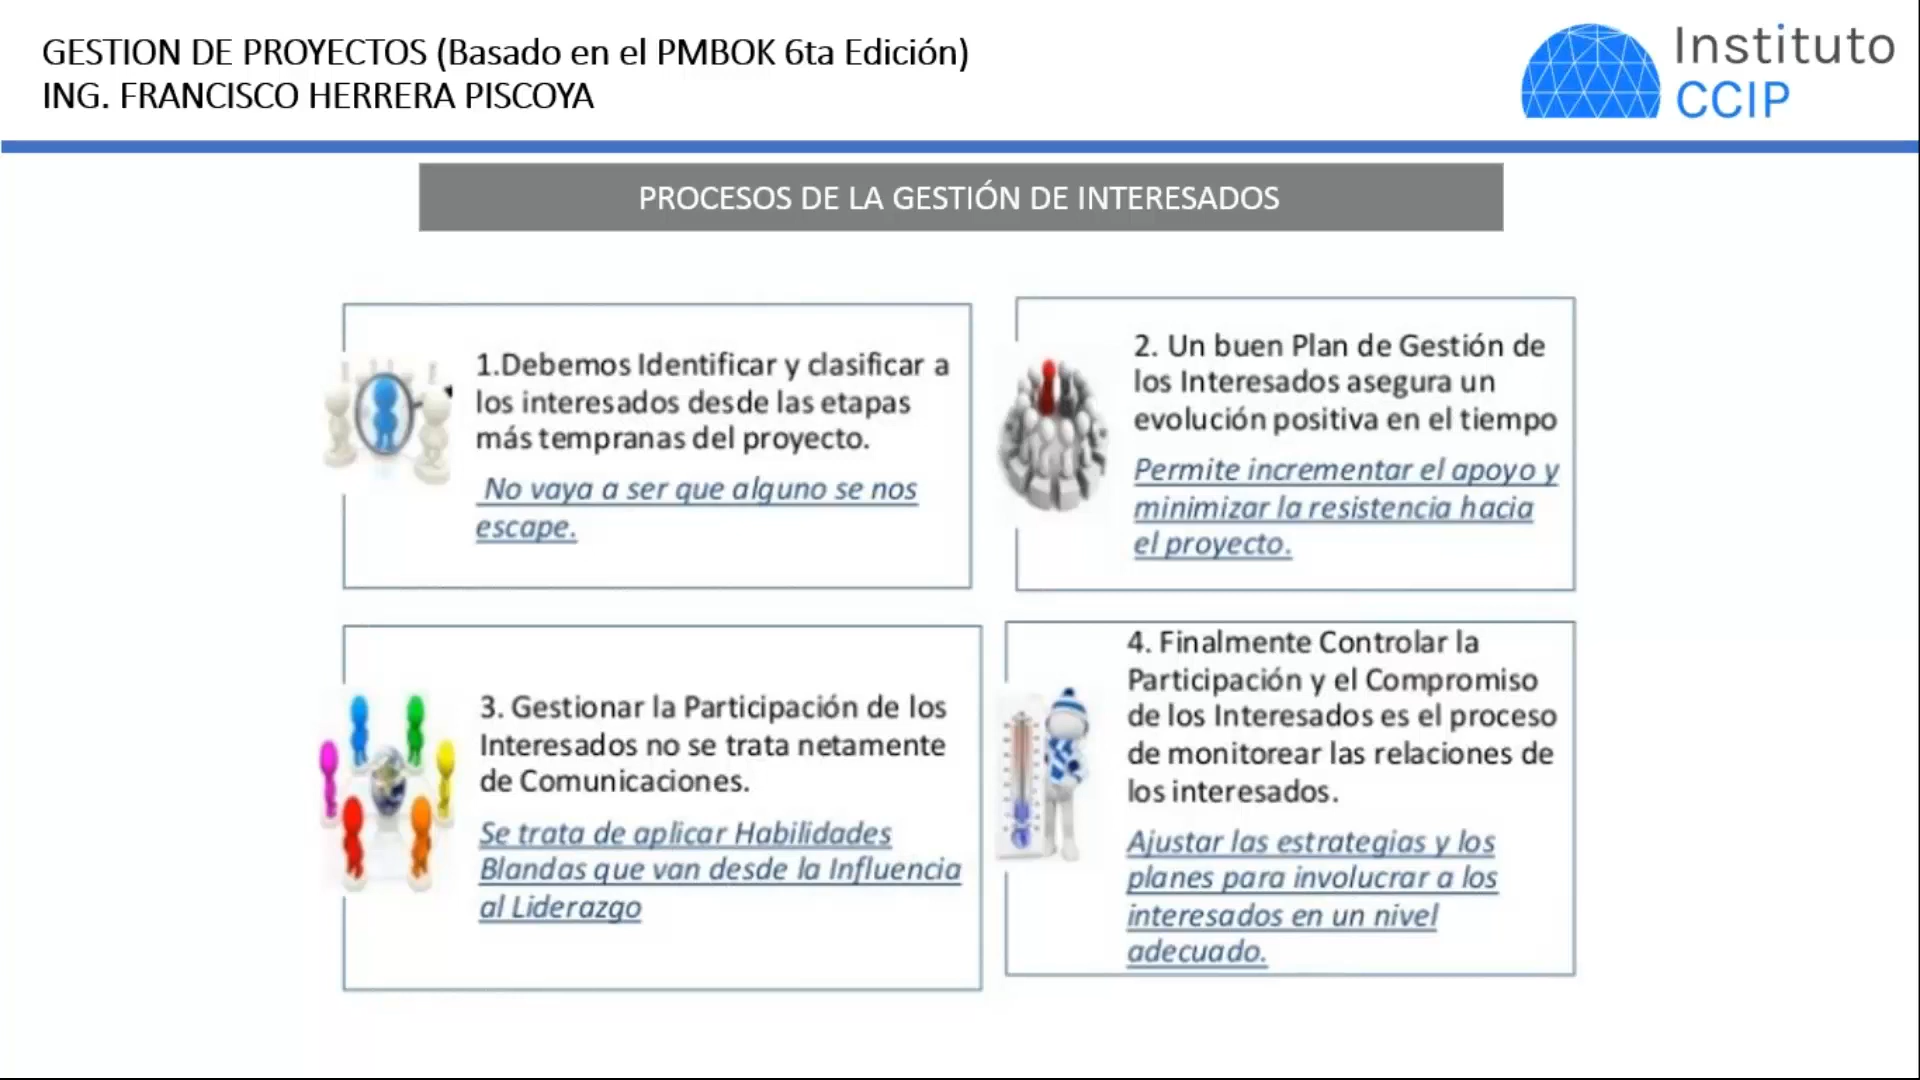 GESTION DE PROYECTOS (Basado en el PMBOK 6ta Edición)
ING. FRANCISCO HERRERA PISCOYA
Instituto
CCIP
PROCESOS DE LA GESTIÓN DE INTERESADOS
1.Debemos Identificar y clasificar a
los interesados desde las etapas
más tempranas del proyecto.
No vaya a ser que alguno se nos
escape.
2. Un buen Plan de Gestión de
los Interesados asegura un
evolución positiva en el tiempo
Permite incrementar el apoyo y
minimizar la resistencia hacia
el proyecto.
3. Gestionar la Participación de los
Interesados no se trata netamente
de Comunicaciones.
Se trata de aplicar Habilidades
Blandas que van desde la Influencia
al Liderazgo
4. Finalmente Controlar la
Participación y el Compromiso
de los Interesados es el proceso
de monitorear las relaciones de
los interesados.
Ajustar las estrategias y los
planes para involucrar a los
interesados en un nivel
adecuado.